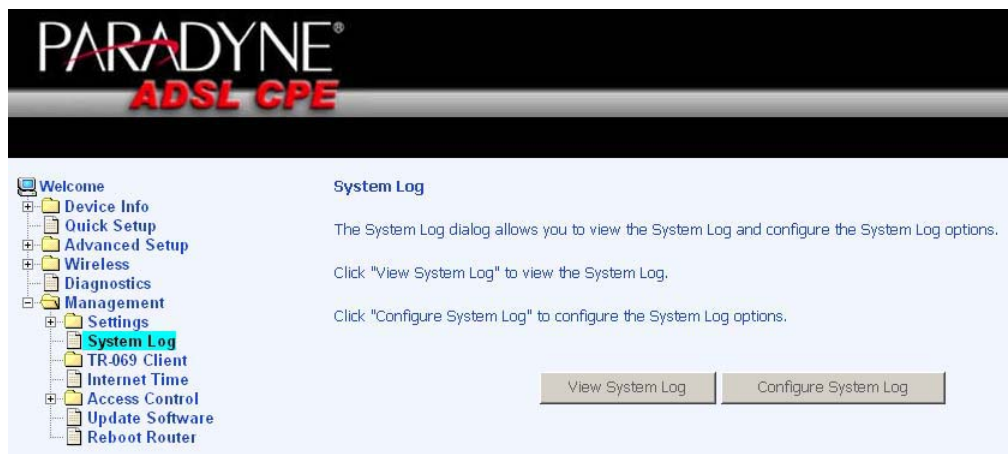 PARADYNE®
ADSL CPE
Welcome
Device Info
Quick Setup
Advanced Setup
Wireless
Diagnostics
Management
Settings
System Log
TR-069 Client
Internet Time
Access Control
Update Software
Reboot Router
System Log
The System Log dialog allows you to view the System Log and configure the System Log options.
Click "View System Log" to view the System Log.
Click "Configure System Log" to configure the System Log options.
View System Log
Configure System Log